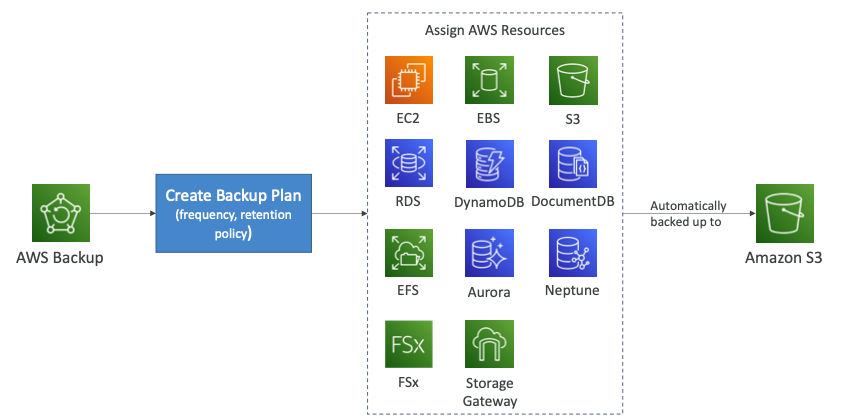 Assign AWS Resources
EC2
EBS
S3
RDS
DynamoDB
DocumentDB
EFS
Aurora
Neptune
FSx
FSx
Storage
Gateway
AWS Backup
Create Backup Plan
(frequency, retention
policy)
Automatically
backed up to
Amazon S3